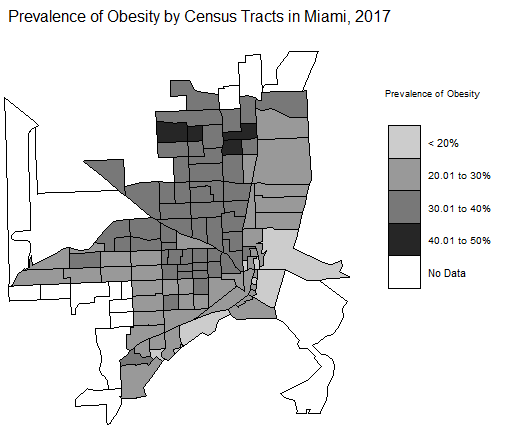 Prevalence of Obesity by Census Tracts in Miami, 2017
Prevalence of Obesity
< 20%
20.01 to 30%
30.01 to 40%
40.01 to 50%
No Data